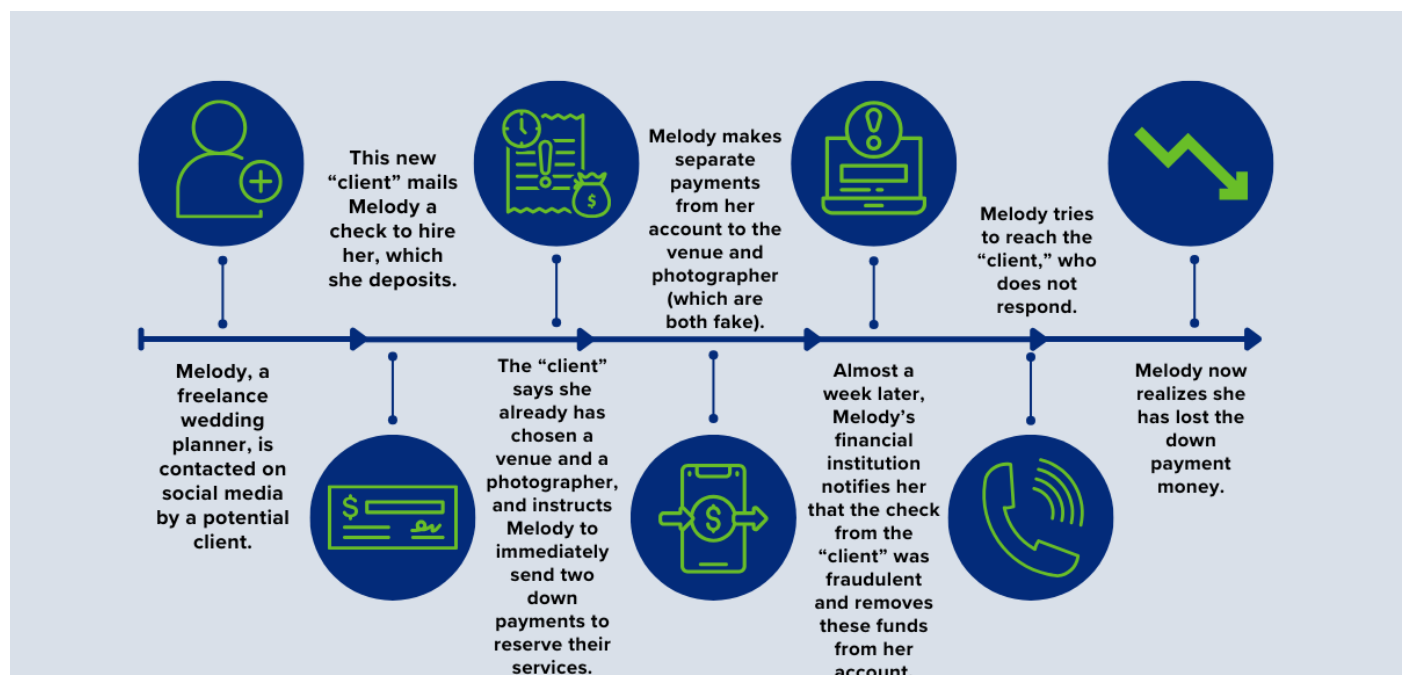 Melody, a
freelance
wedding
planner, is
contacted on
social media
by a potential
client.
This new
“client” mails
Melody a
check to hire
her, which
she deposits.
The “client”
says she
already has
chosen a
venue and a
photographer,
and instructs
Melody to
immediately
send two
down
payments to
reserve their
services.
Melody makes
separate
payments
from her
account to the
venue and
photographer
(which are
both fake).
Almost a
week later,
Melody’s
financial
institution
notifies her
that the check
from the
“client” was
fraudulent
and removes
these funds
from her
account
Melody tries
to reach the
“client,” who
does not
respond.
Melody now
realizes she
has lost the
down
payment
money.